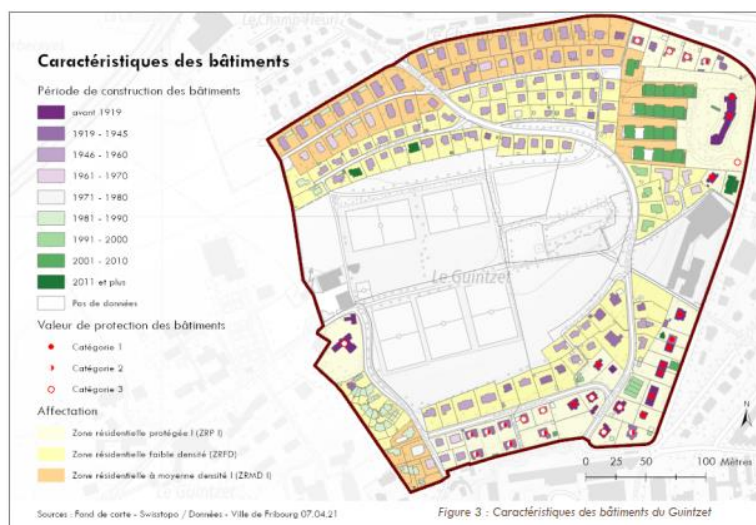 Le Champ Fleuri
Caractéristiques des bâtiments
Période de construction des bâtiments
avant 1919
1919 - 1945
1946 - 1960
1961 - 1970
1971 - 1980
1981 - 1990
1991 - 2000
2001 - 2010
2011 et plus
Pas de données
Valeur de protection des bâtiments
Catégorie 1
Catégorie 2
Catégorie 3
Affectation
Zone résidentielle protégée I (ZRP I)
Zone résidentielle faible densité (ZRFD)
Zone résidentielle à moyenne densité I (ZRMD I)
Le Guintzet
N
0 25 50 100 Mètres
Sources : Fond de carte - Swisstopo / Données - Ville de Fribourg 07.04.21
Figure 3 : Caractéristiques des bâtiments du Guintzet